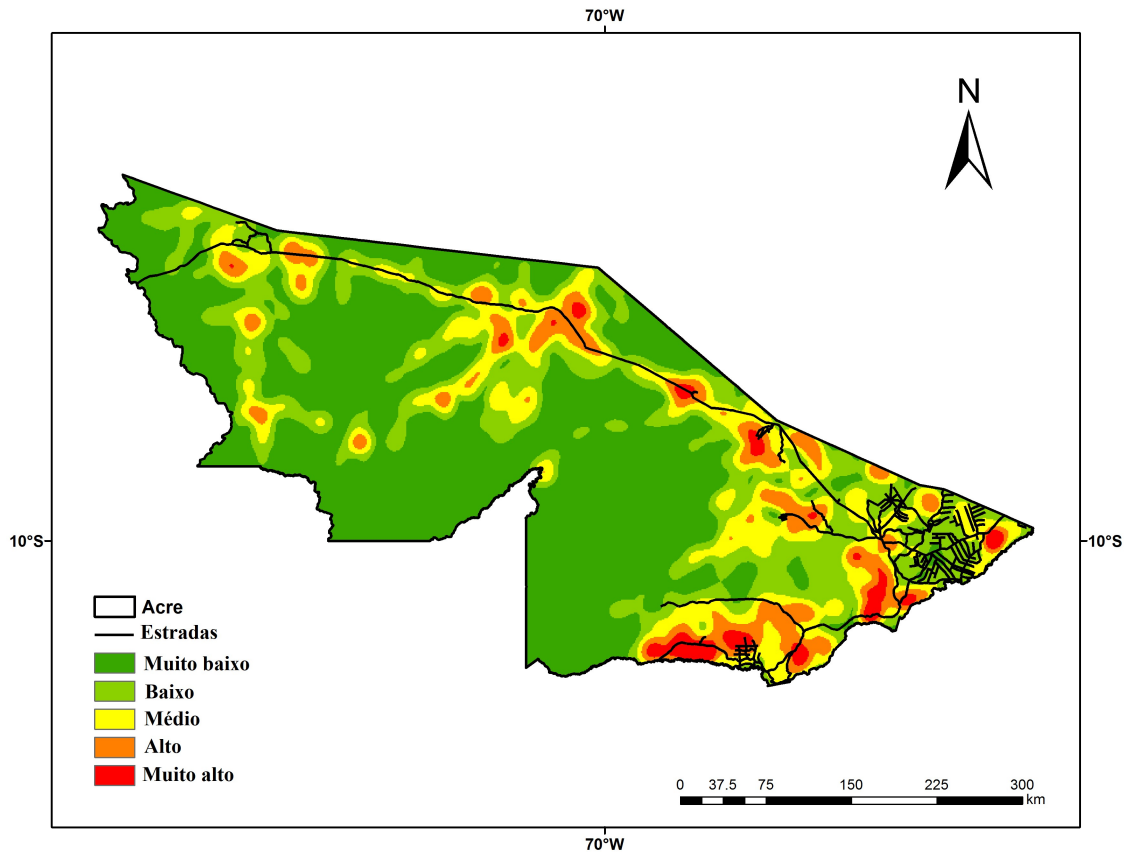 70°W
N
10°S
10°S
Acre
Estradas
Muito baixo
Baixo
Médio
Alto
Muito alto
0 37.5 75 150 225 300
km
70°W